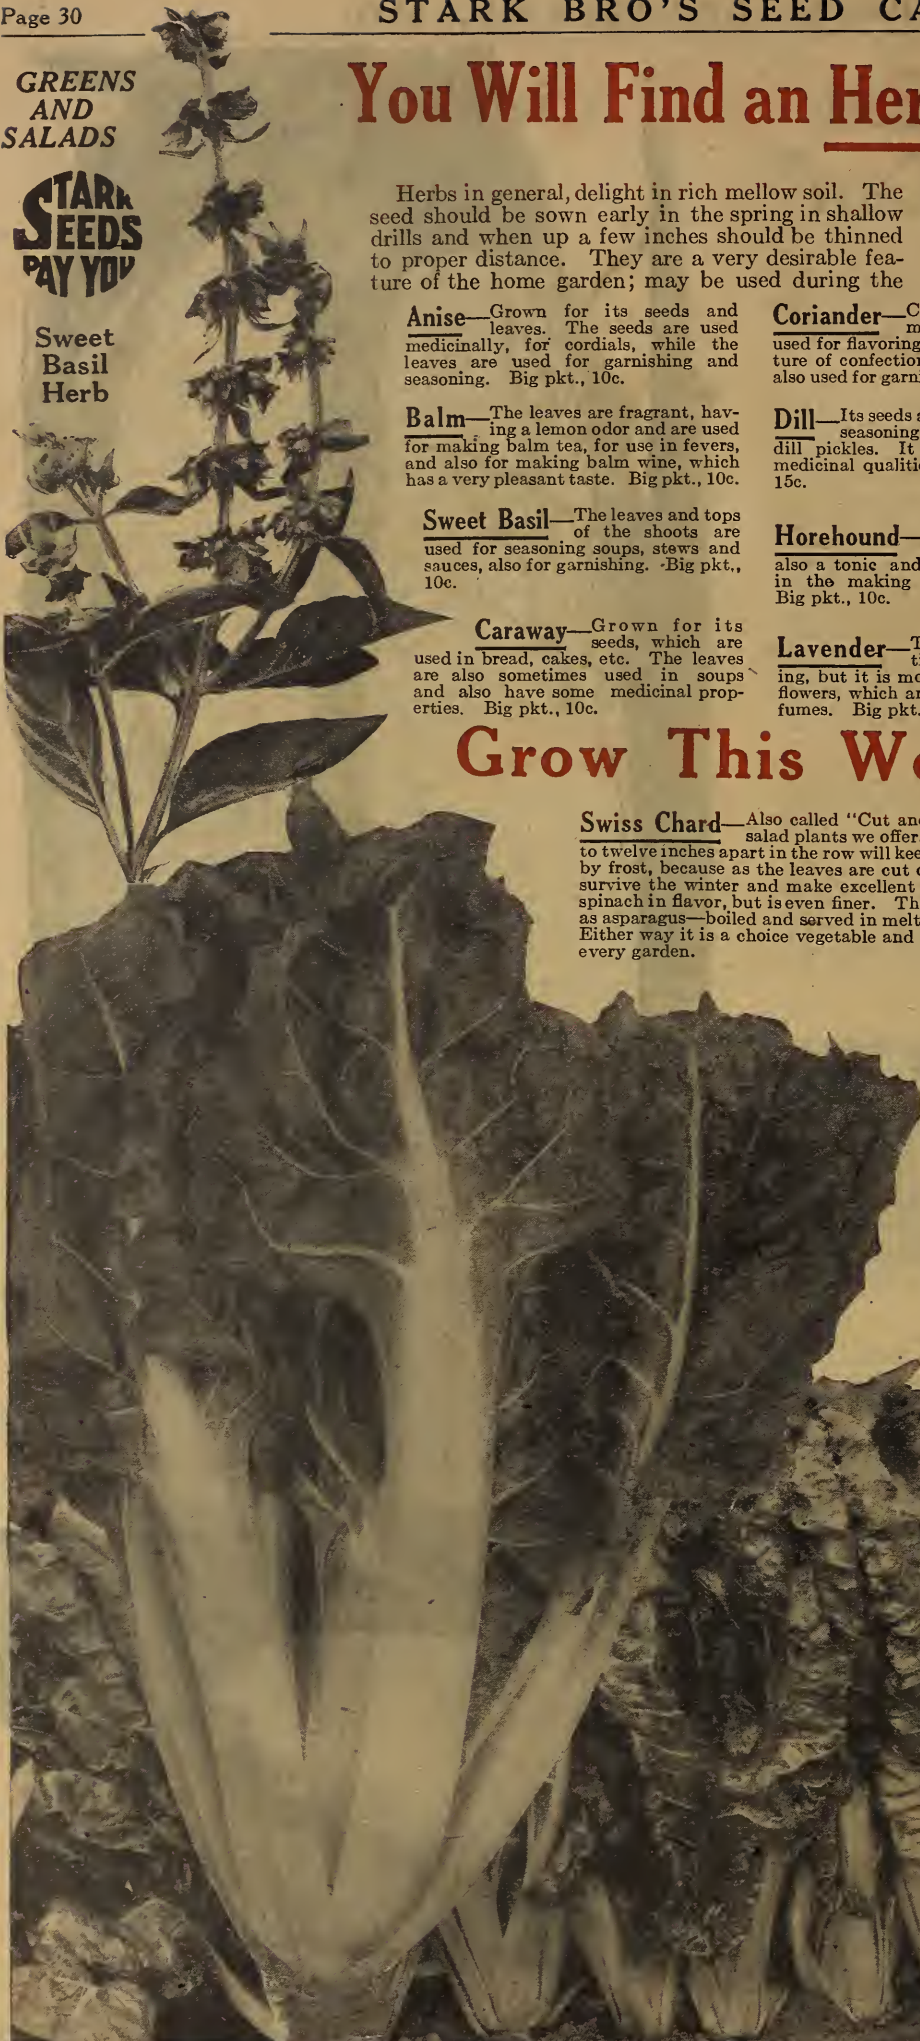 Page 30
STARK BRO'S SEED CA
GREENS
AND
SALADS
STARK
SEEDS
PAY YOU
Sweet
Basil
Herb
You Will Find an Her
Herbs in general, delight in rich mellow soil. The
seed should be sown early in the spring in shallow
drills and when up a few inches should be thinned
to proper distance. They are a very desirable fea-
ture of the home garden; may be used during the
Anise—Grown for its seeds and
leaves. The seeds are used
medicinally, for cordials, while the
leaves are used for garnishing and
seasoning. Big pkt., 10c.
Balm—The leaves are fragrant, hav-
ing a lemon odor and are used
for making balm tea, for use in fevers,
and also for making balm wine, which
has a very pleasant taste. Big pkt., 10c.
Sweet Basil—The leaves and tops
of the shoots are
used for seasoning soups, stews and
sauces, also for garnishing. Big pkt.,
10c.
Caraway—Grown for its
seeds, which are
used in bread, cakes, etc. The leaves
are also sometimes used in soups
and also have some medicinal prop-
erties. Big pkt., 10c.
Coriander—C
m
used for flavoring
ture of confection
also used for garni
Dill—Its seeds a
seasoning
dill pickles. It
medicinal qualitie
15c.
Horehound—
also a tonic and
in the making
Big pkt., 10c.
Lavender—T
t
ing, but it is mo
flowers, which ar
fumes. Big pkt.
Grow This Wo
Swiss Chard—Also called "Cut and
salad plants we offer.
to twelve inches apart in the row will kee
by frost, because as the leaves are cut o
survive the winter and make excellent
spinach in flavor, but is even finer. Th
as asparagus—boiled and served in melt
Either way it is a choice vegetable and
every garden.